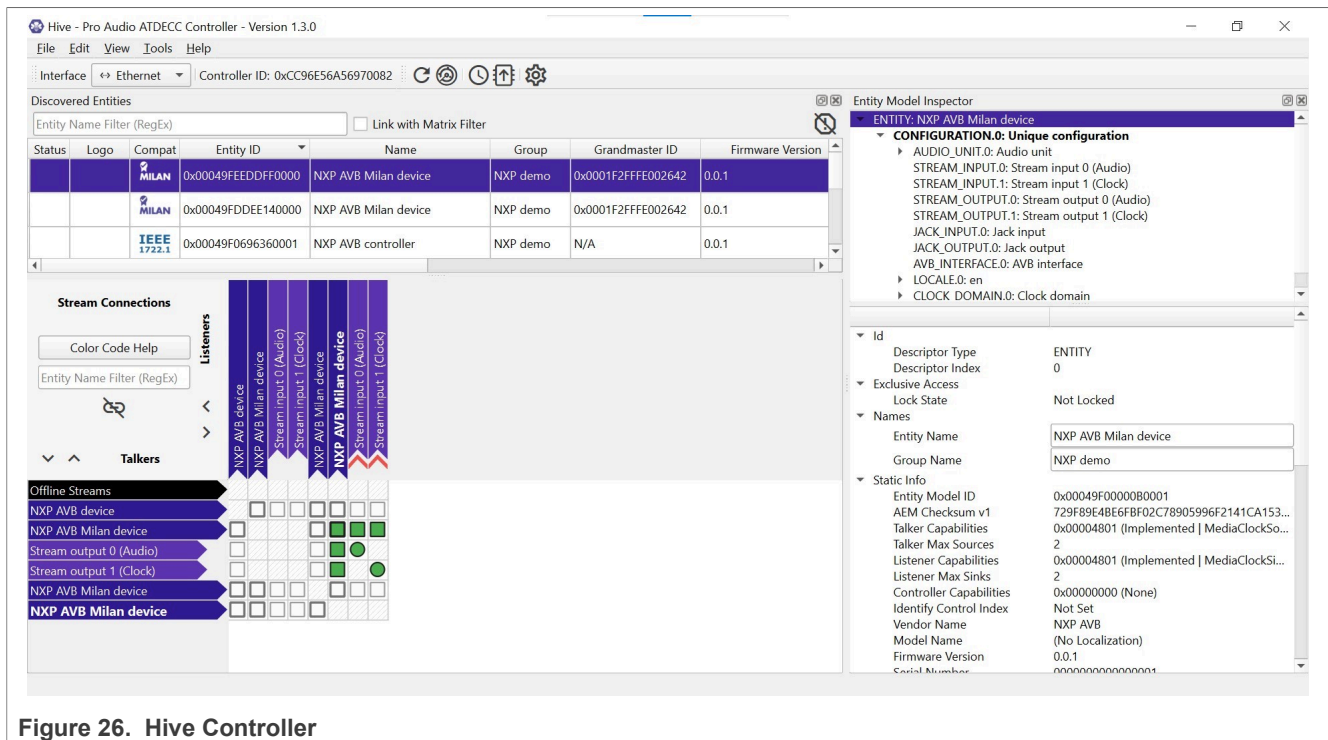 Hive - Pro Audio ATDECC Controller - Version 1.3.0
File Edit View Tools Help
Interface Ethernet Controller ID: 0xCC96E56A56970082
Discovered Entities
Entity Name Filter (RegEx) Link with Matrix Filter
Status Logo Compat Entity ID Name Group Grandmaster ID Firmware Version
MILAN 0x00049FEEDDFF0000 NXP AVB Milan device NXP demo 0x0001F2FFFE002642 0.0.1
MILAN 0x00049FDDEE140000 NXP AVB Milan device NXP demo 0x0001F2FFFE002642 0.0.1
IEEE 1722.1 0x00049F0696360001 NXP AVB controller NXP demo N/A 0.0.1
Stream Connections
Color Code Help
Entity Name Filter (RegEx)
Listeners
Talkers
NXP AVB device
NXP AVB Milan device
Stream input 0 (Audio)
Stream input 1 (Clock)
NXP AVB Milan device
NXP AVB Milan device
Stream input 0 (Audio)
Stream input 1 (Clock)
Offline Streams
NXP AVB device
NXP AVB Milan device
Stream output 0 (Audio)
Stream output 1 (Clock)
NXP AVB Milan device
NXP AVB Milan device
Entity Model Inspector
ENTITY: NXP AVB Milan device
CONFIGURATION.0: Unique configuration
AUDIO_UNIT.0: Audio unit
STREAM_INPUT.0: Stream input 0 (Audio)
STREAM_INPUT.1: Stream input 1 (Clock)
STREAM_OUTPUT.0: Stream output 0 (Audio)
STREAM_OUTPUT.1: Stream output 1 (Clock)
JACK_INPUT.0: Jack input
JACK_OUTPUT.0: Jack output
AVB_INTERFACE.0: AVB interface
LOCALE.0: en
CLOCK_DOMAIN.0: Clock domain
Id
Descriptor Type ENTITY
Descriptor Index 0
Exclusive Access
Lock State Not Locked
Names
Entity Name NXP AVB Milan device
Group Name NXP demo
Static Info
Entity Model ID 0x00049F00000B0001
AEM Checksum v1 729F89E4BE6FBF02C78905996F2141CA153...
Talker Capabilities 0x00004801 (Implemented | MediaClockSo...
Talker Max Sources 2
Listener Capabilities 0x00004801 (Implemented | MediaClockSi...
Listener Max Sinks 2
Controller Capabilities 0x00000000 (None)
Identify Control Index Not Set
Vendor Name NXP AVB
Model Name (No Localization)
Firmware Version 0.0.1
Serial Number 0000000000000001
Figure 26. Hive Controller